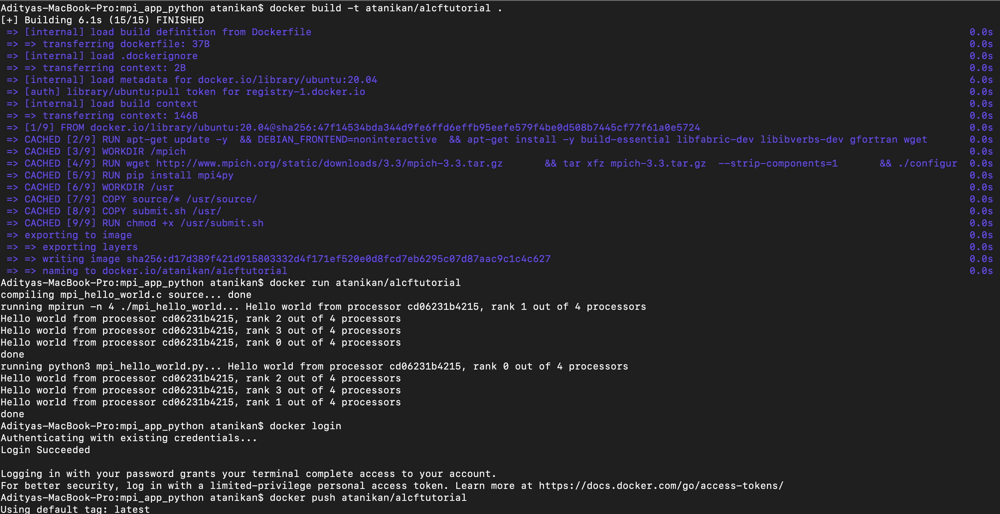 Adityas-MacBook-Pro:mpi_app_python atanikan$ docker build -t atanikan/alcftutorial .
[+] Building 6.1s (15/15) FINISHED
=> [internal] load build definition from Dockerfile 0.0s
=> => transferring dockerfile: 37B 0.0s
=> [internal] load .dockerignore 0.0s
=> => transferring context: 2B 0.0s
=> [internal] load metadata for docker.io/library/ubuntu:20.04 6.0s
=> [auth] library/ubuntu:pull token for registry-1.docker.io 0.0s
=> [internal] load build context 0.0s
=> => transferring context: 146B 0.0s
=> [1/9] FROM docker.io/library/ubuntu:20.04@sha256:47f14534bda344d9fe6ffd6effb95eefe579f4be0d508b7445cf77f61a0e5724 0.0s
=> CACHED [2/9] RUN apt-get update -y  && DEBIAN_FRONTEND=noninteractive  && apt-get install -y build-essential libfabric-dev libibverbs-dev gfortran wget 0.0s
=> CACHED [3/9] WORKDIR /mpich 0.0s
=> CACHED [4/9] RUN wget http://www.mpich.org/static/downloads/3.3/mpich-3.3.tar.gz       && tar xfz mpich-3.3.tar.gz  --strip-components=1       && ./configur 0.0s
=> CACHED [5/9] RUN pip install mpi4py 0.0s
=> CACHED [6/9] WORKDIR /usr 0.0s
=> CACHED [7/9] COPY source/* /usr/source/ 0.0s
=> CACHED [8/9] COPY submit.sh /usr/ 0.0s
=> CACHED [9/9] RUN chmod +x /usr/submit.sh 0.0s
=> exporting to image 0.0s
=> => exporting layers 0.0s
=> => writing image sha256:d17d389f421d915803332d4f171ef520e0d8fcd7eb6295c07d87aac9c1c4c627 0.0s
=> => naming to docker.io/atanikan/alcftutorial 0.0s
Adityas-MacBook-Pro:mpi_app_python atanikan$ docker run atanikan/alcftutorial
compiling mpi_hello_world.c source... done
running mpirun -n 4 ./mpi_hello_world... Hello world from processor cd06231b4215, rank 1 out of 4 processors
Hello world from processor cd06231b4215, rank 2 out of 4 processors
Hello world from processor cd06231b4215, rank 3 out of 4 processors
Hello world from processor cd06231b4215, rank 0 out of 4 processors
done
running python3 mpi_hello_world.py... Hello world from processor cd06231b4215, rank 0 out of 4 processors
Hello world from processor cd06231b4215, rank 2 out of 4 processors
Hello world from processor cd06231b4215, rank 3 out of 4 processors
Hello world from processor cd06231b4215, rank 1 out of 4 processors
done
Adityas-MacBook-Pro:mpi_app_python atanikan$ docker login
Authenticating with existing credentials...
Login Succeeded

Logging in with your password grants your terminal complete access to your account.
For better security, log in with a limited-privilege personal access token. Learn more at https://docs.docker.com/go/access-tokens/
Adityas-MacBook-Pro:mpi_app_python atanikan$ docker push atanikan/alcftutorial
Using default tag: latest